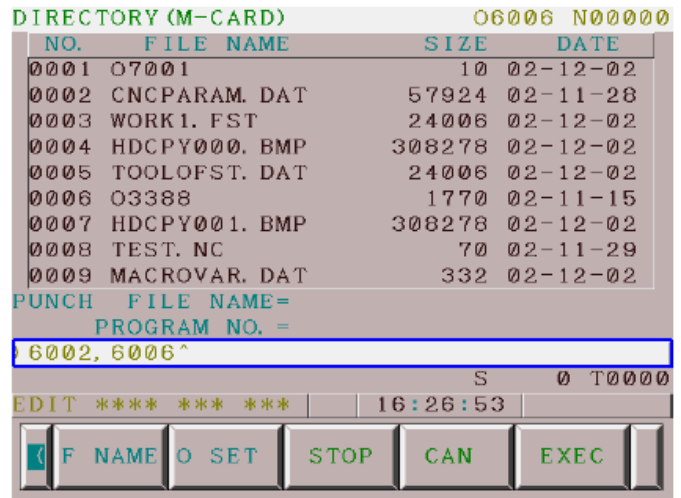 DIRECTORY(M-CARD) O6006 N00000
NO. FILE NAME SIZE DATE
0001 O7001 10 02-12-02
0002 CNCPARAM.DAT 57924 02-11-28
0003 WORK1.FST 24006 02-12-02
0004 HDCPY000.BMP 308278 02-12-02
0005 TOOLOFST.DAT 24006 02-12-02
0006 O3388 1770 02-11-15
0007 HDCPY001.BMP 308278 02-12-02
0008 TEST.NC 70 02-11-29
0009 MACROVAR.DAT 332 02-12-02
PUNCH FILE NAME=
PROGRAM NO. =
)6002,6006^
S 0 T0000
EDIT **** *** *** 16:26:53
( F NAME O SET STOP CAN EXEC